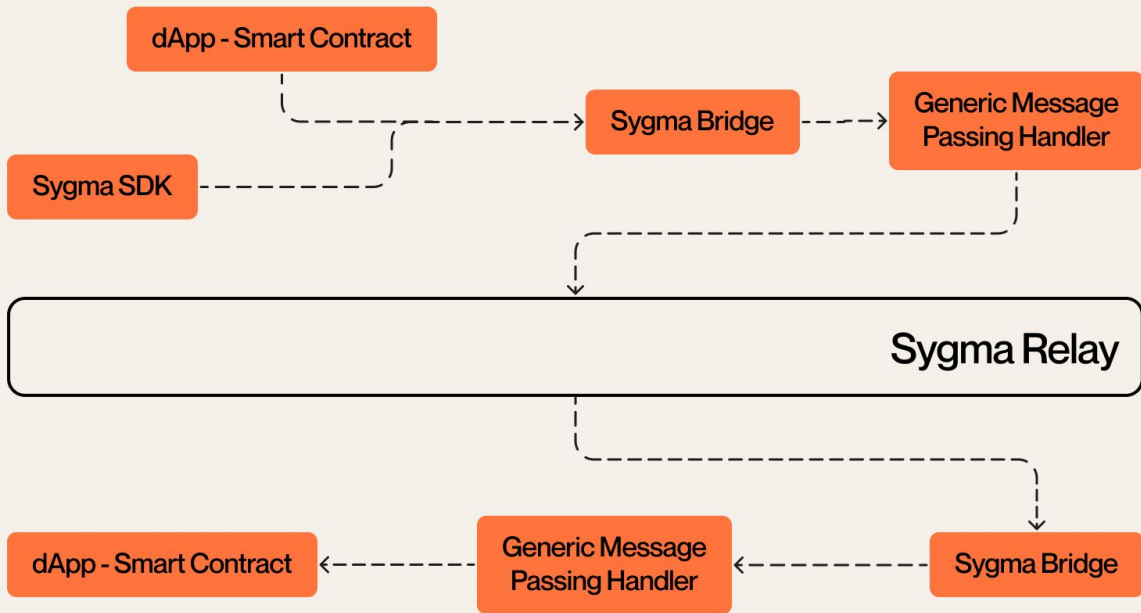 dApp - Smart Contract
Sygma SDK
Sygma Bridge
Generic Message
Passing Handler
Sygma Relay
dApp - Smart Contract
Generic Message
Passing Handler
Sygma Bridge